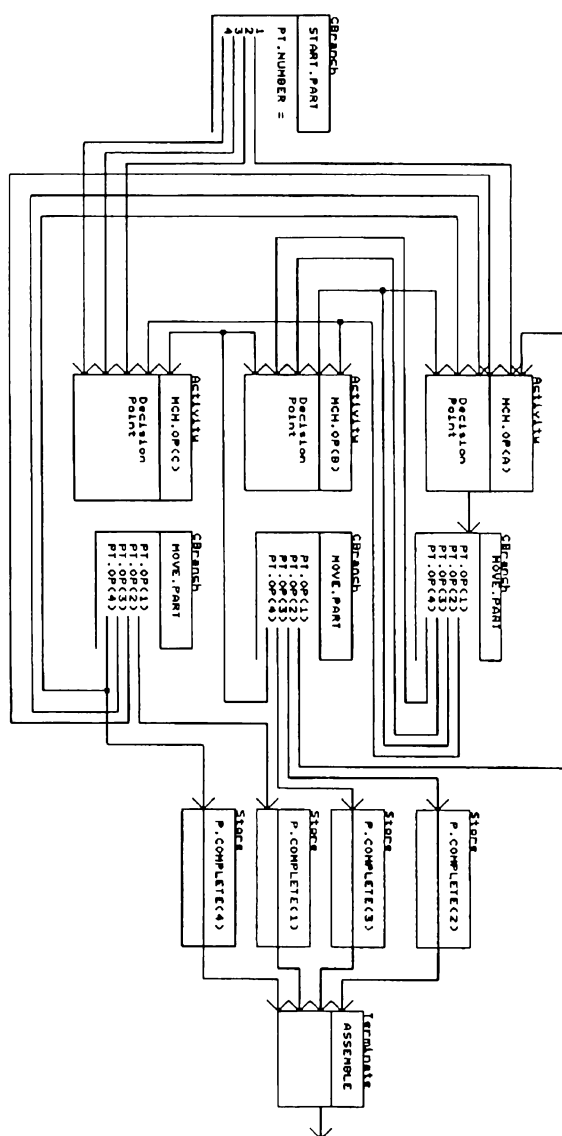 CBranch
START.PART
PT.NUMBER =
1
2
3
4
Activity
MCH.OP(A)
Decision
Point
Activity
MCH.OP(B)
Decision
Point
Activity
MCH.OP(C)
Decision
Point
CBranch
MOVE.PART
PT.OP(1)
PT.OP(2)
PT.OP(3)
PT.OP(4)
CBranch
MOVE.PART
PT.OP(1)
PT.OP(2)
PT.OP(3)
PT.OP(4)
CBranch
MOVE.PART
PT.OP(1)
PT.OP(2)
PT.OP(3)
PT.OP(4)
Store
P.COMPLETE(2)
Store
P.COMPLETE(3)
Store
P.COMPLETE(1)
Store
P.COMPLETE(4)
Terminate
ASSEMBLE